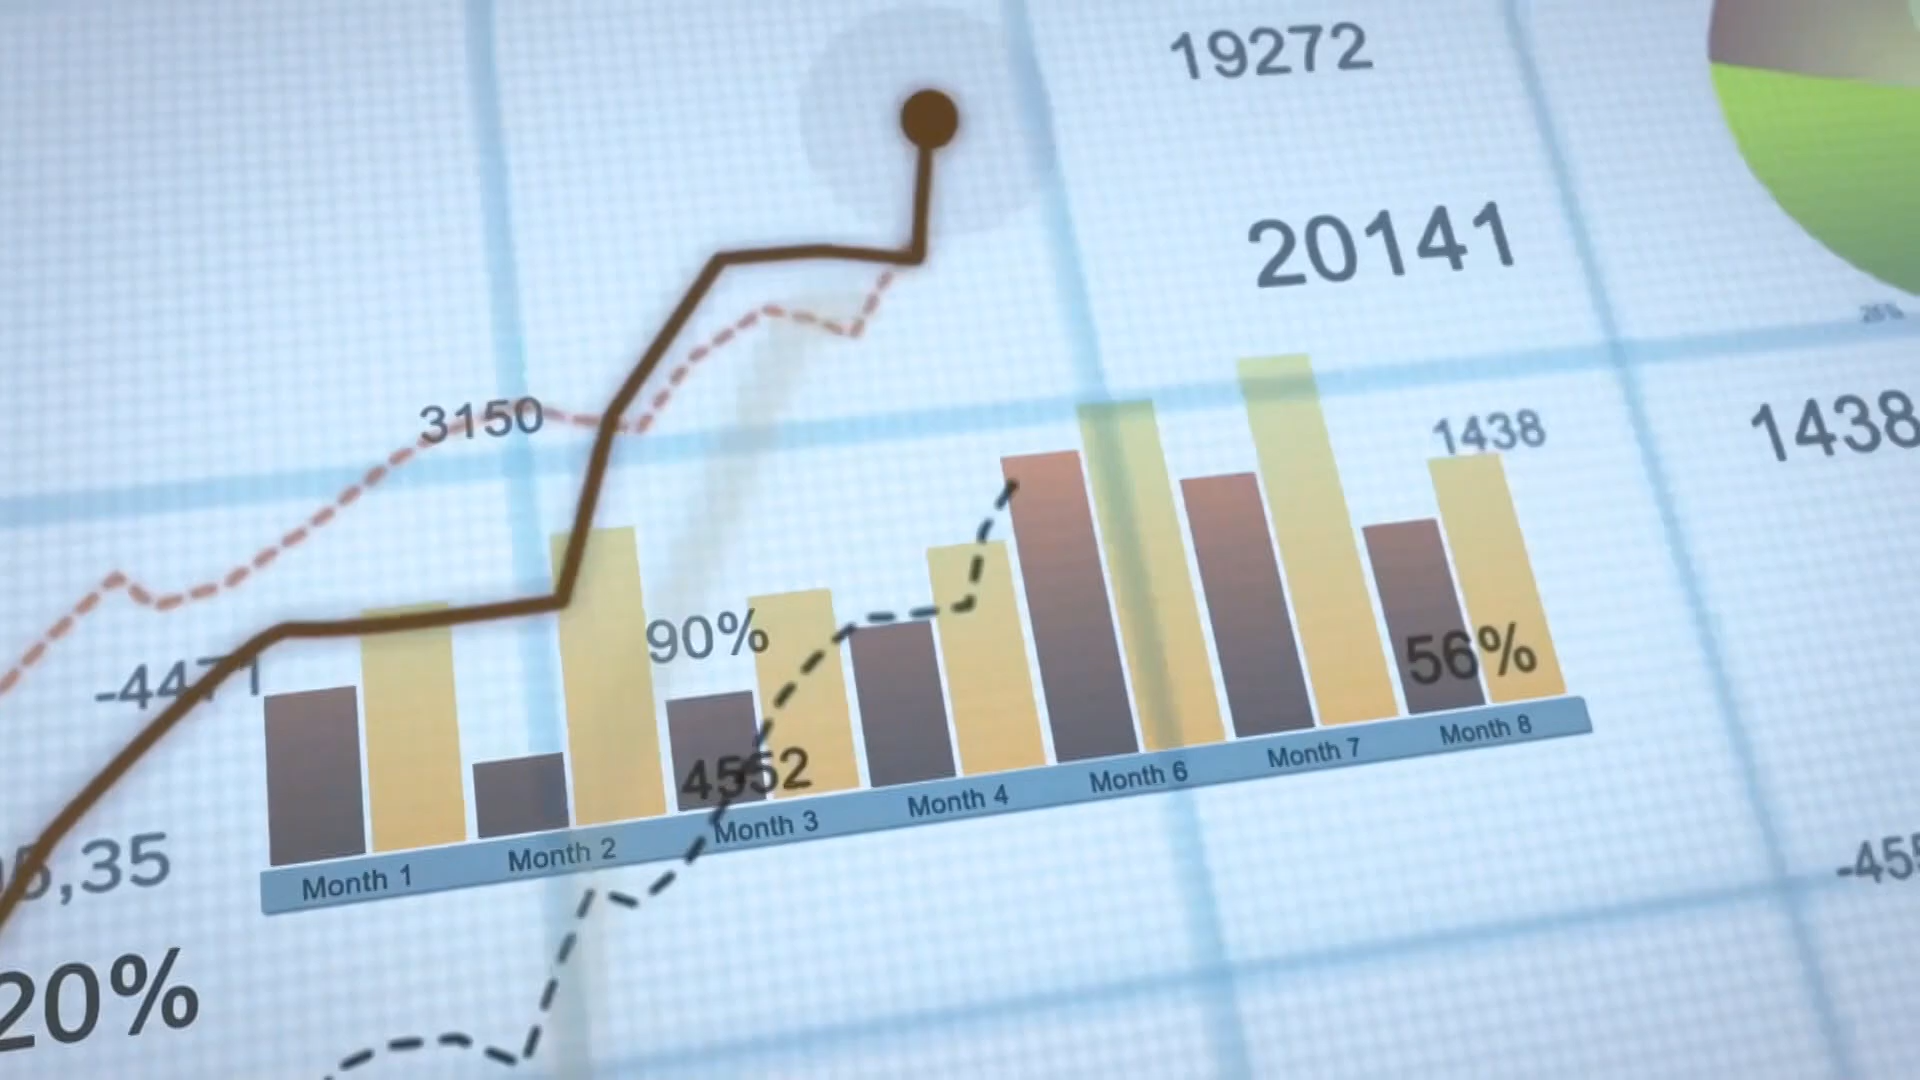 19272
20141
3150
1438
1438
90%
56%
-4471
4552
Month 1
Month 2
Month 3
Month 4
Month 6
Month 7
Month 8
,35
20%